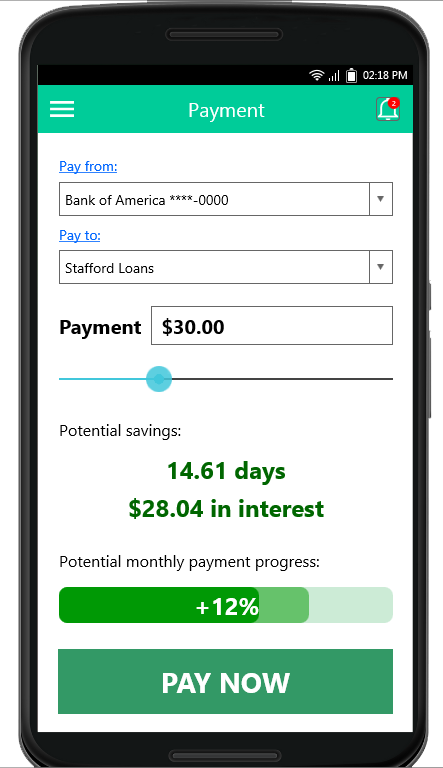 02:18 PM
Payment
2
Pay from:
Bank of America ****-0000
Pay to:
Stafford Loans
Payment $30.00
Potential savings:
14.61 days
$28.04 in interest
Potential monthly payment progress:
+12%
PAY NOW